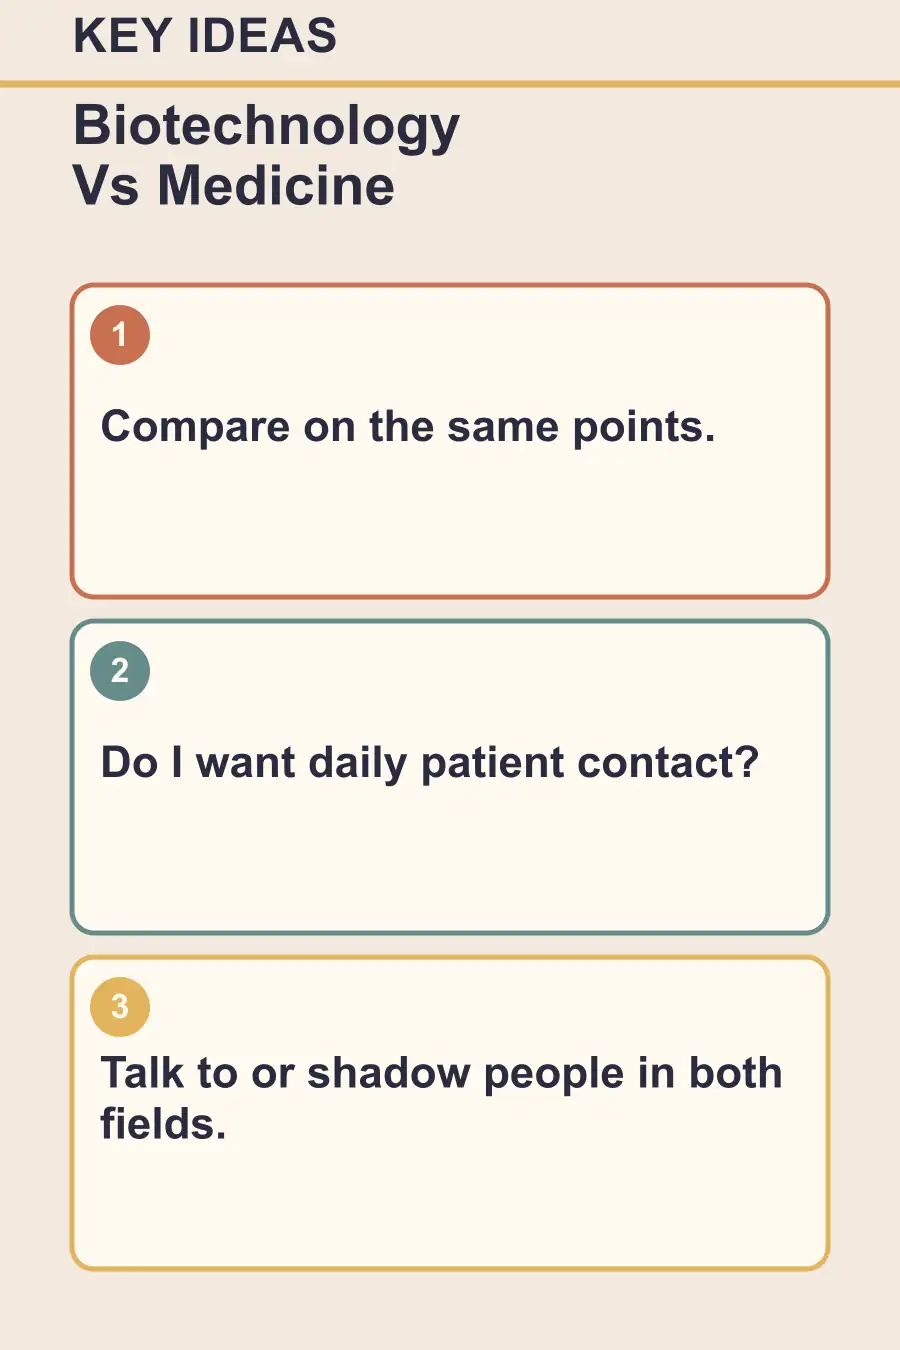 KEY IDEAS
Biotechnology
Vs Medicine
1
Compare on the same points.
2
Do I want daily patient contact?
3
Talk to or shadow people in both
fields.